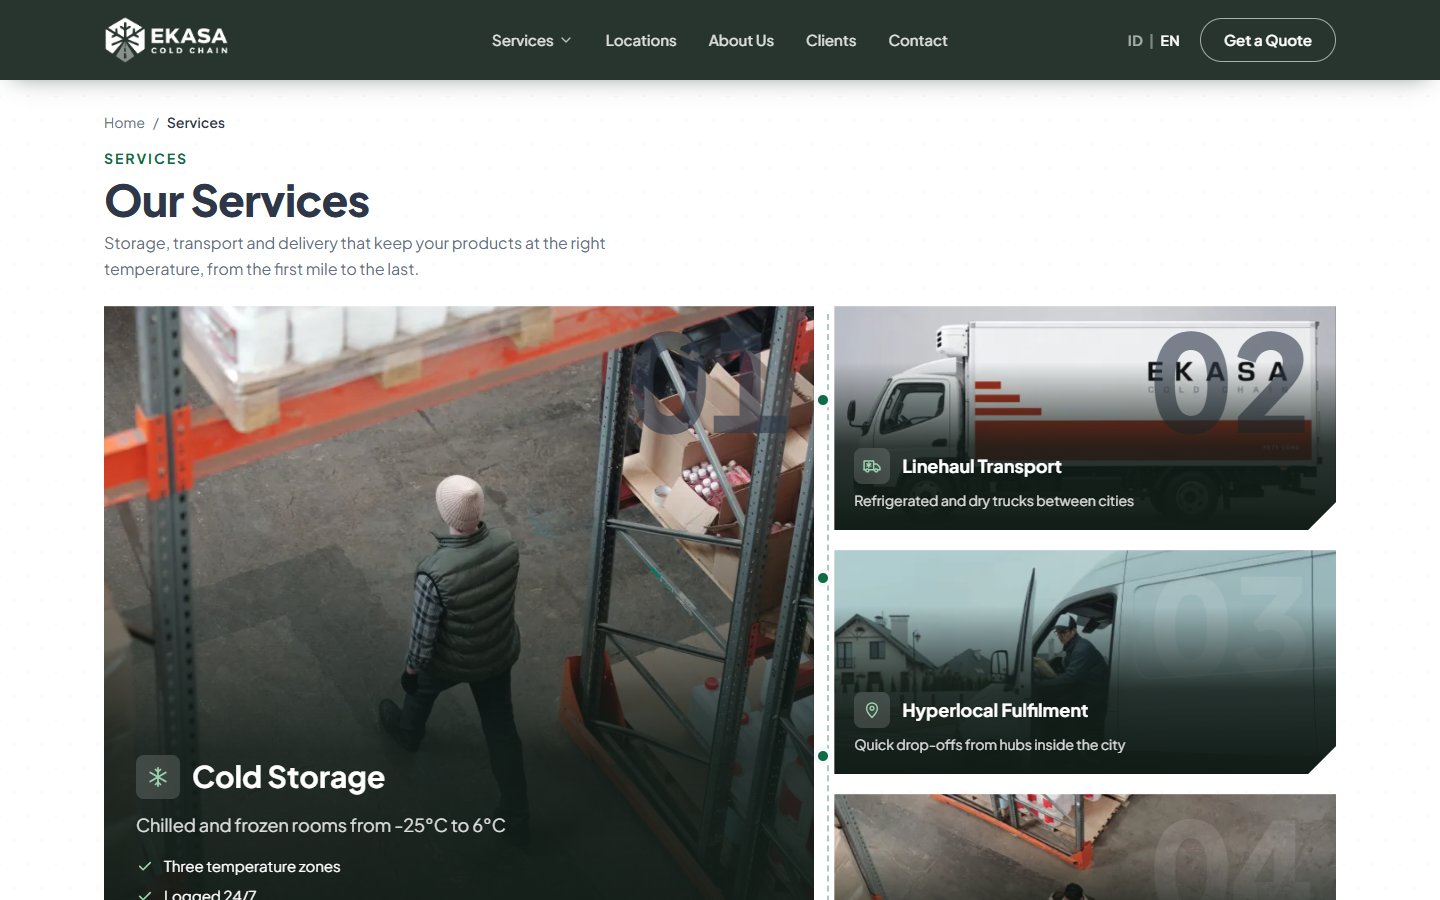 EKASA
COLD CHAIN
Services
Locations
About Us
Clients
Contact
ID | EN
Get a Quote
Home / Services
SERVICES
Our Services
Storage, transport and delivery that keep your products at the right
temperature, from the first mile to the last.
01
Cold Storage
Chilled and frozen rooms from -25°C to 6°C
Three temperature zones
Logged 24/7
02
EKASA
COLD CHAIN
Linehaul Transport
Refrigerated and dry trucks between cities
03
Hyperlocal Fulfilment
Quick drop-offs from hubs inside the city
04